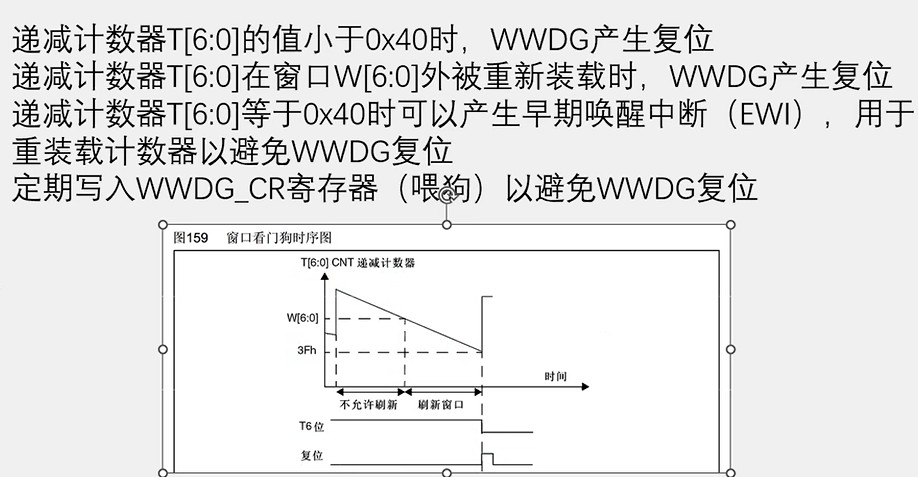 递减计数器T[6:0]的值小于0x40时，WWDG产生复位
递减计数器T[6:0]在窗口W[6:0]外被重新装载时，WWDG产生复位
递减计数器T[6:0]等于0x40时可以产生早期唤醒中断（EWI），用于
重装载计数器以避免WWDG复位
定期写入WWDG_CR寄存器（喂狗）以避免WWDG复位
图159 窗口看门狗时序图
T[6:0] CNT 递减计数器
W[6:0]
3Fh
时间
不允许刷新 刷新窗口
T6位
复位